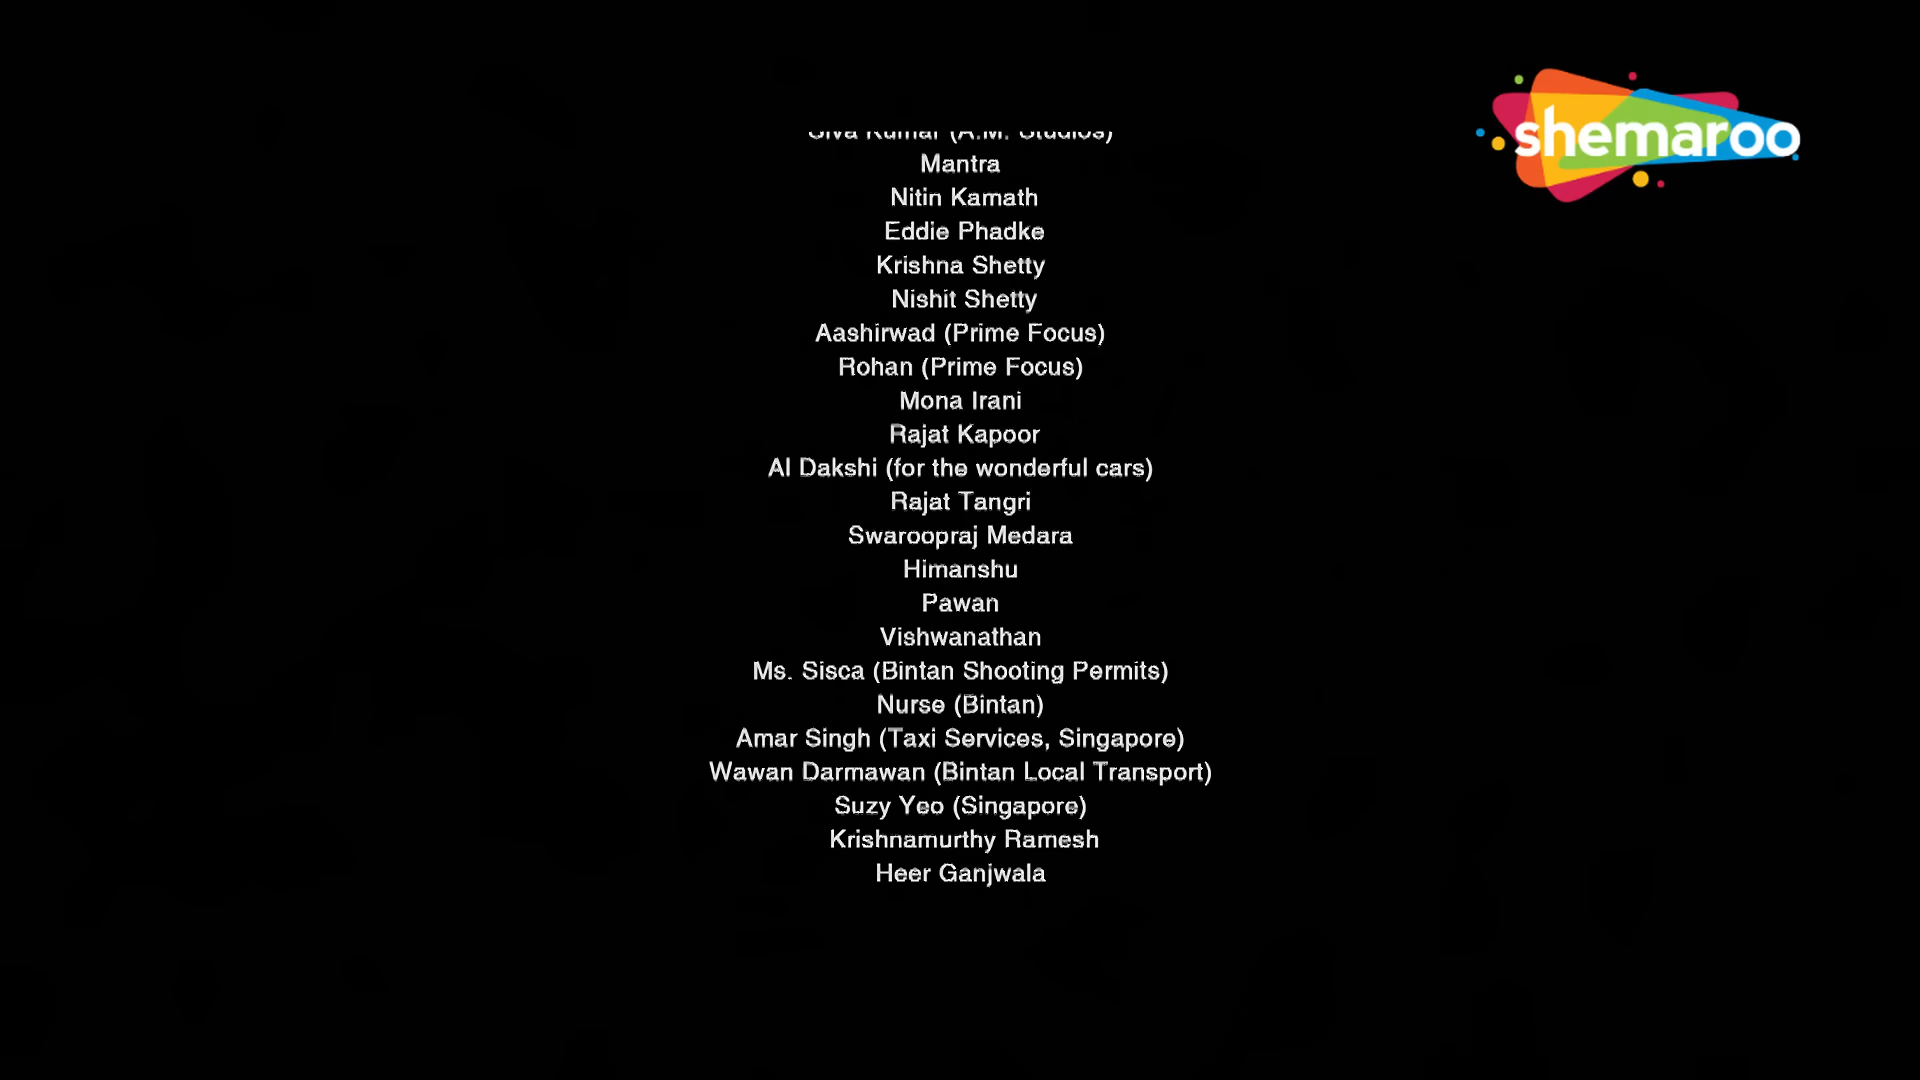 Siva Kumar (A.M. Studios)
Mantra
Nitin Kamath
Eddie Phadke
Krishna Shetty
Nishit Shetty
Aashirwad (Prime Focus)
Rohan (Prime Focus)
Mona Irani
Rajat Kapoor
Al Dakshi (for the wonderful cars)
Rajat Tangri
Swaroopraj Medara
Himanshu
Pawan
Vishwanathan
Ms. Sisca (Bintan Shooting Permits)
Nurse (Bintan)
Amar Singh (Taxi Services, Singapore)
Wawan Darmawan (Bintan Local Transport)
Suzy Yeo (Singapore)
Krishnamurthy Ramesh
Heer Ganjwala
shemaroo